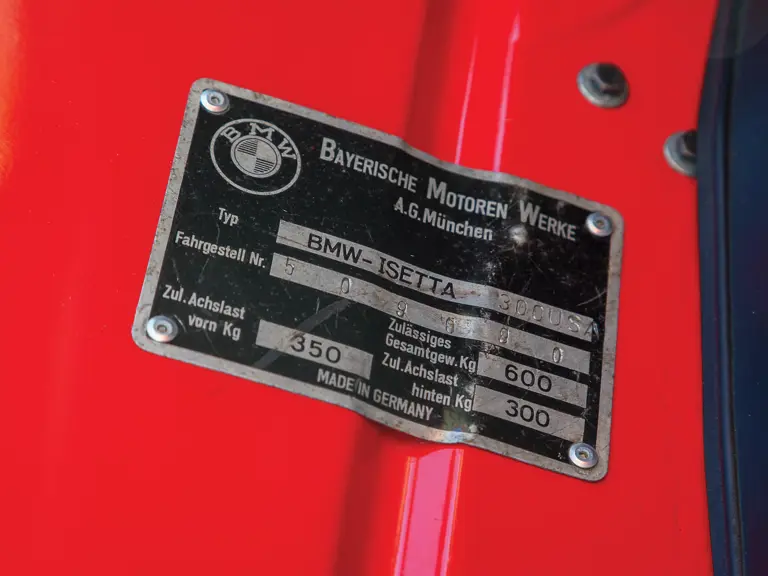 BMW
BAYERISCHE MOTOREN WERKE
A.G. München
Typ
BMW-ISETTA 300USA
Fahrgestell Nr.
509000
Zul. Achslast
vorn Kg
350
Zulässiges
Gesamtgew. Kg
600
Zul. Achslast
hinten Kg
300
MADE IN GERMANY